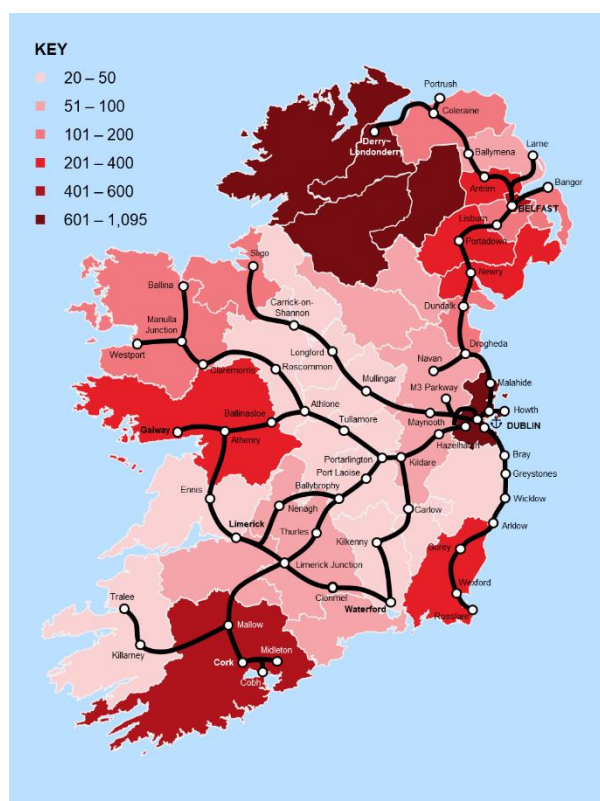 KEY
20 – 50
51 – 100
101 – 200
201 – 400
401 – 600
601 – 1,095
Portrush
Coleraine
Derry~
Londonderry
Ballymena
Larne
Antrim
Bangor
BELFAST
Lisburn
Portadown
Newry
Sligo
Ballina
Carrick-on-
Shannon
Dundalk
Manulla
Junction
Westport
Claremorris
Longford
Roscommon
Drogheda
Navan
Mullingar
M3 Parkway
Malahide
Howth
Maynooth
DUBLIN
Hazelhatch
Ballinasloe
Athlone
Tullamore
Galway
Athenry
Portarlington
Port Laoise
Kildare
Bray
Greystones
Wicklow
Ennis
Ballybrophy
Nenagh
Carlow
Arklow
Limerick
Thurles
Kilkenny
Gorey
Limerick Junction
Clonmel
Waterford
Wexford
Rosslare
Tralee
Killarney
Mallow
Midleton
Cork
Cobh